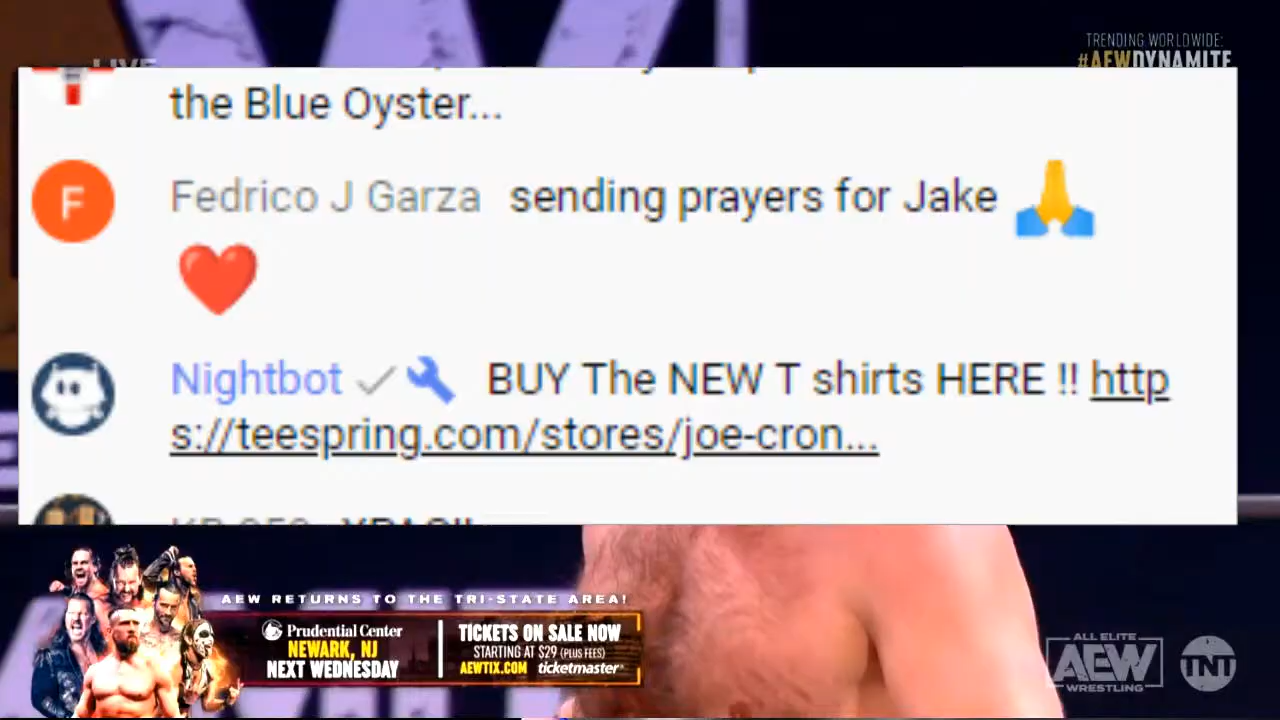 TRENDING WORLDWIDE:
LIVE
#AEWDYNAMITE
the Blue Oyster...
F
Fedrico J Garza sending prayers for Jake 🙏
❤️
Nightbot BUY The NEW T shirts HERE !! http
s://teespring.com/stores/joe-cron...
AEW RETURNS TO THE TRI-STATE AREA!
Prudential Center
NEWARK, NJ
NEXT WEDNESDAY
TICKETS ON SALE NOW
STARTING AT $29 (PLUS FEES)
AEWTIX.COM ticketmaster
ALL ELITE
AEW
WRESTLING
TNT